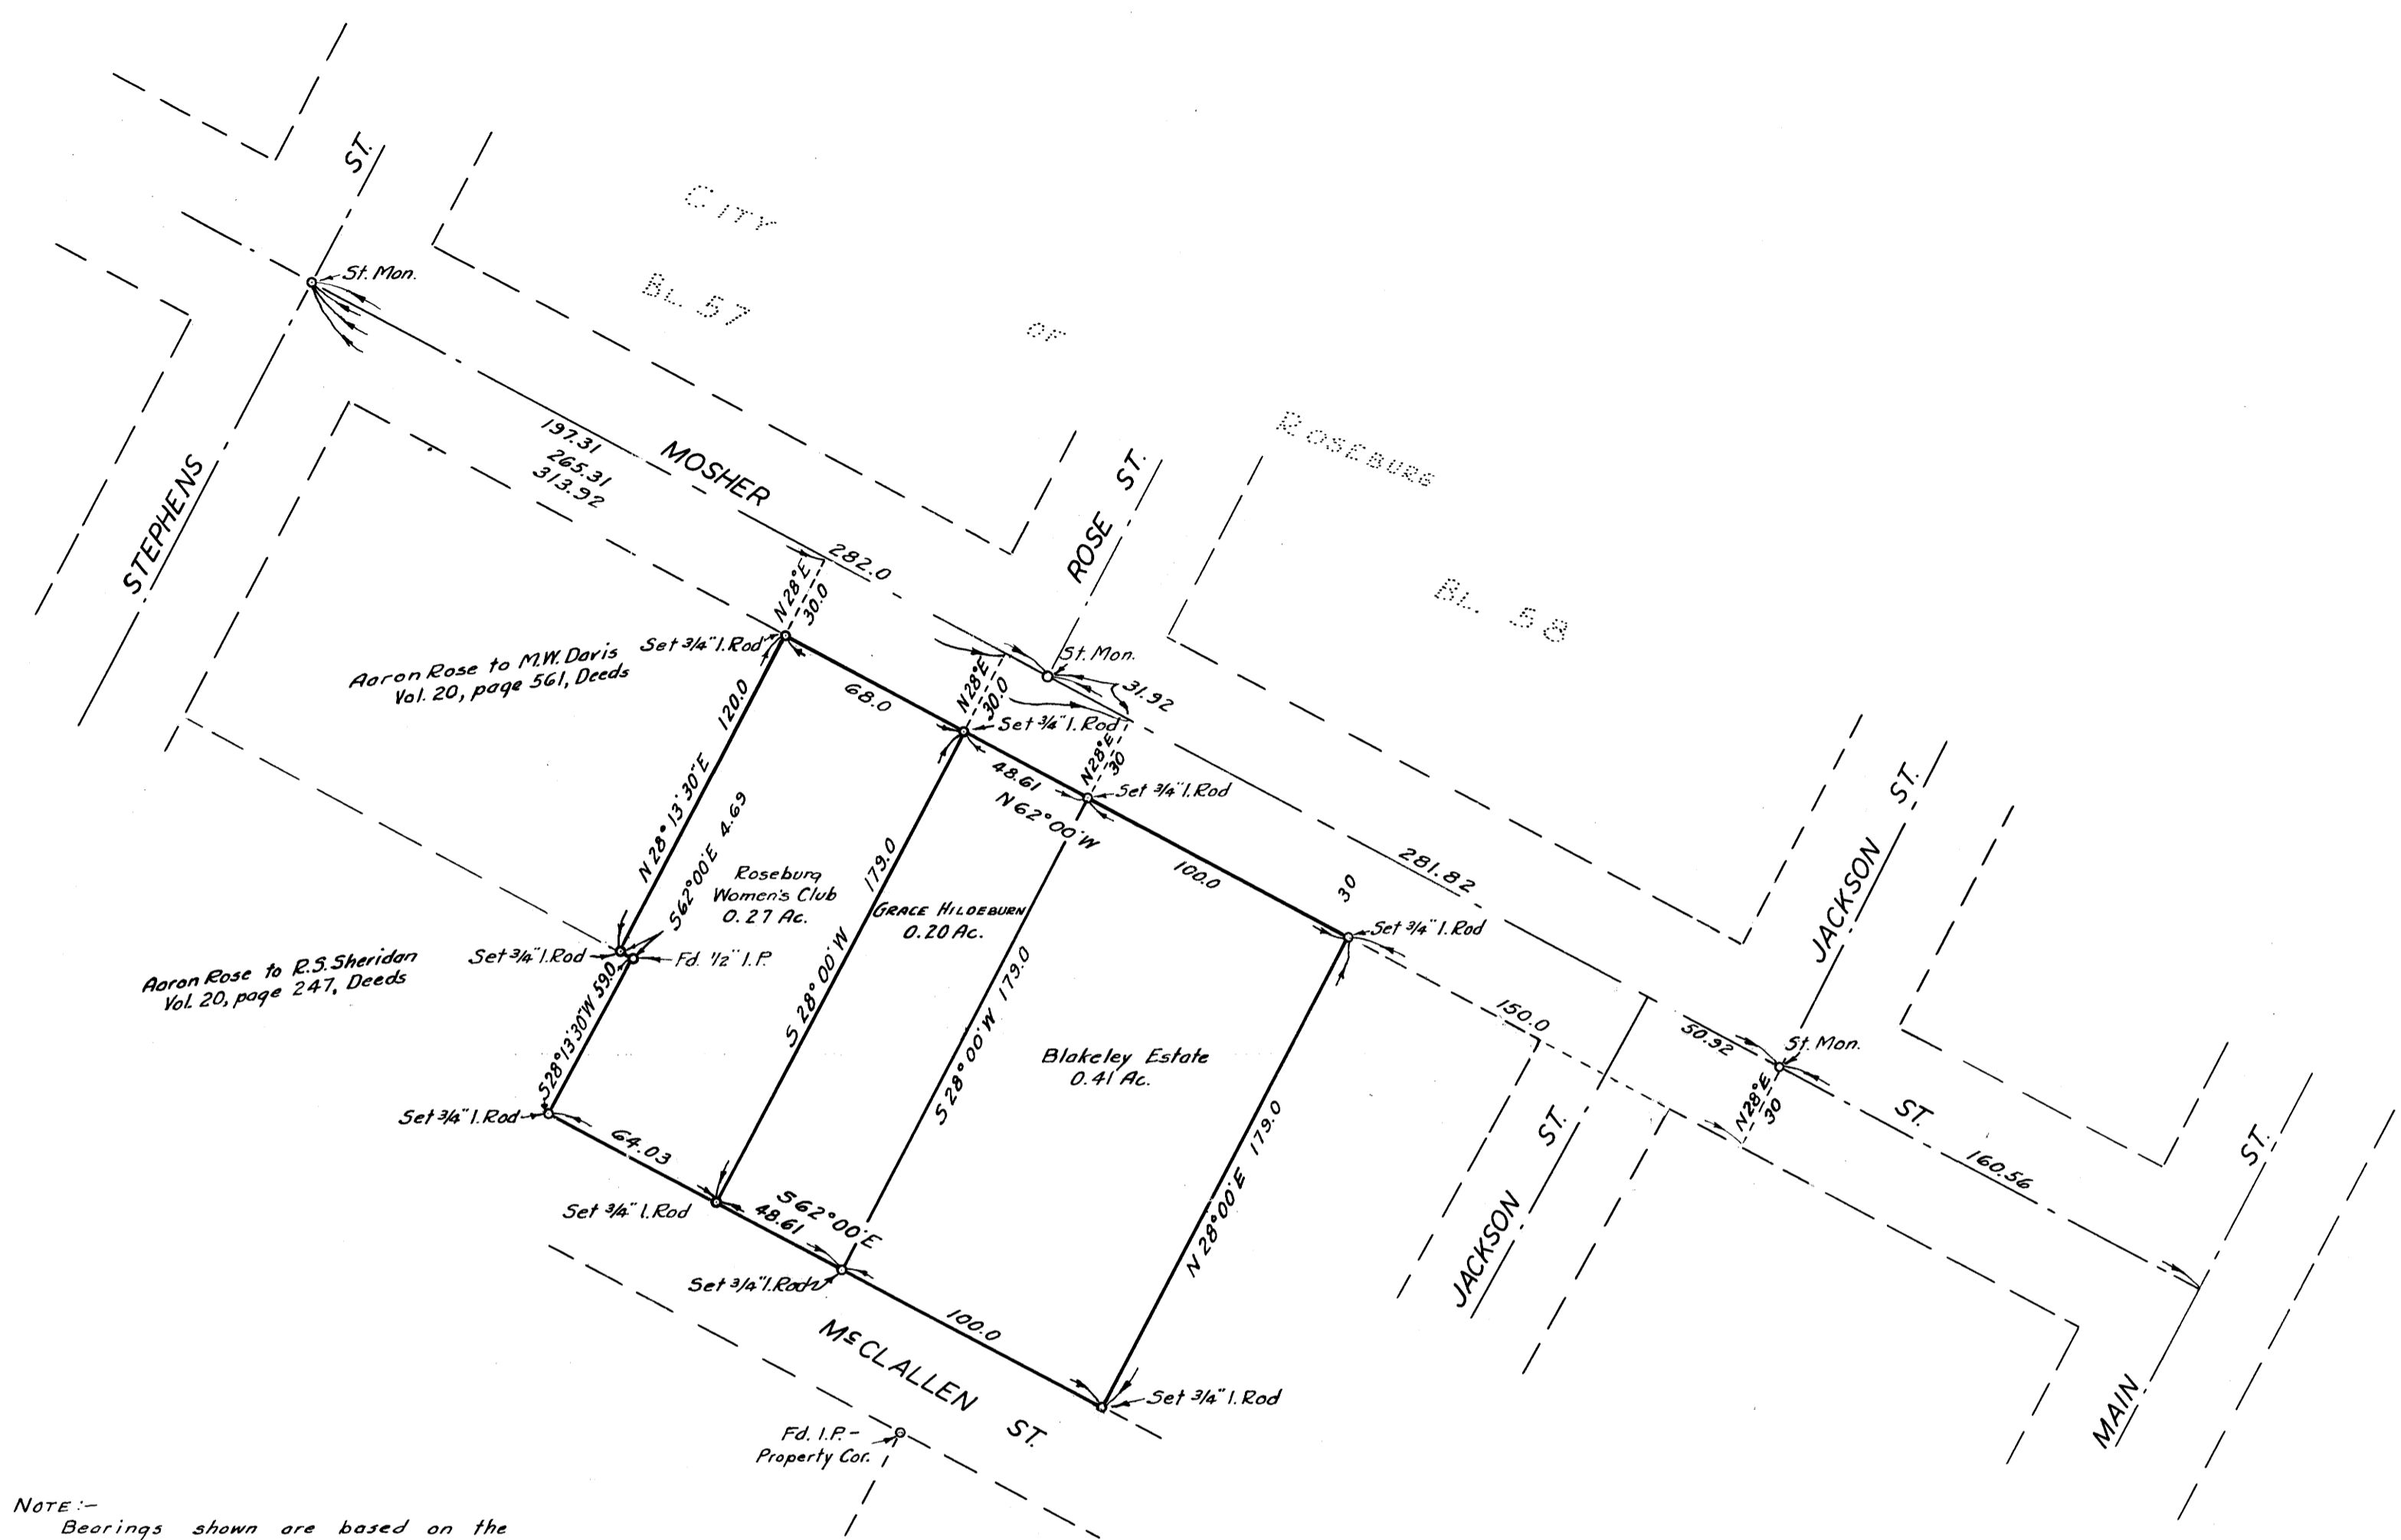 ST.
CITY
St. Mon.
BL. 57
OF
ROSEBURG
BL. 58
STEPHENS
197.31
265.31
313.92
MOSHER
282.0
ROSE ST.
N28°E
30.0
Set 3/4" I. Rod
Aaron Rose to M.W. Davis
Vol. 20, page 561, Deeds
St. Mon.
31.92
N28°E
30.0
68.0
120.0
Set 3/4" I. Rod
N28°E
30
48.61
Set 3/4" I. Rod
N62°00'W
N 28° 13' 30" E
S62°00'E 4.69
100.0
281.82
30
JACKSON ST.
Roseburg
Women's Club
0.27 Ac.
179.0
GRACE HILDEBURN
0.20 Ac.
Set 3/4" I. Rod
Set 3/4" I. Rod
Fd. 1/2" I.P.
Aaron Rose to R.S. Sheridan
Vol. 20, page 247, Deeds
S28°13'30"W 59.0
S 28° 00' W
S 28° 00' W 179.0
150.0
50.92
St. Mon.
N28°E
30
Blakeley Estate
0.41 Ac.
N 28° 00' E 179.0
Set 3/4" I. Rod
64.03
ST.
160.56
ST.
JACKSON ST.
Set 3/4" I. Rod
S62°00'E
48.61
Set 3/4" I. Rod
100.0
McCLALLEN ST.
Set 3/4" I. Rod
MAIN
Fd. I.P. -
Property Cor.
NOTE:-
Bearings shown are based on the